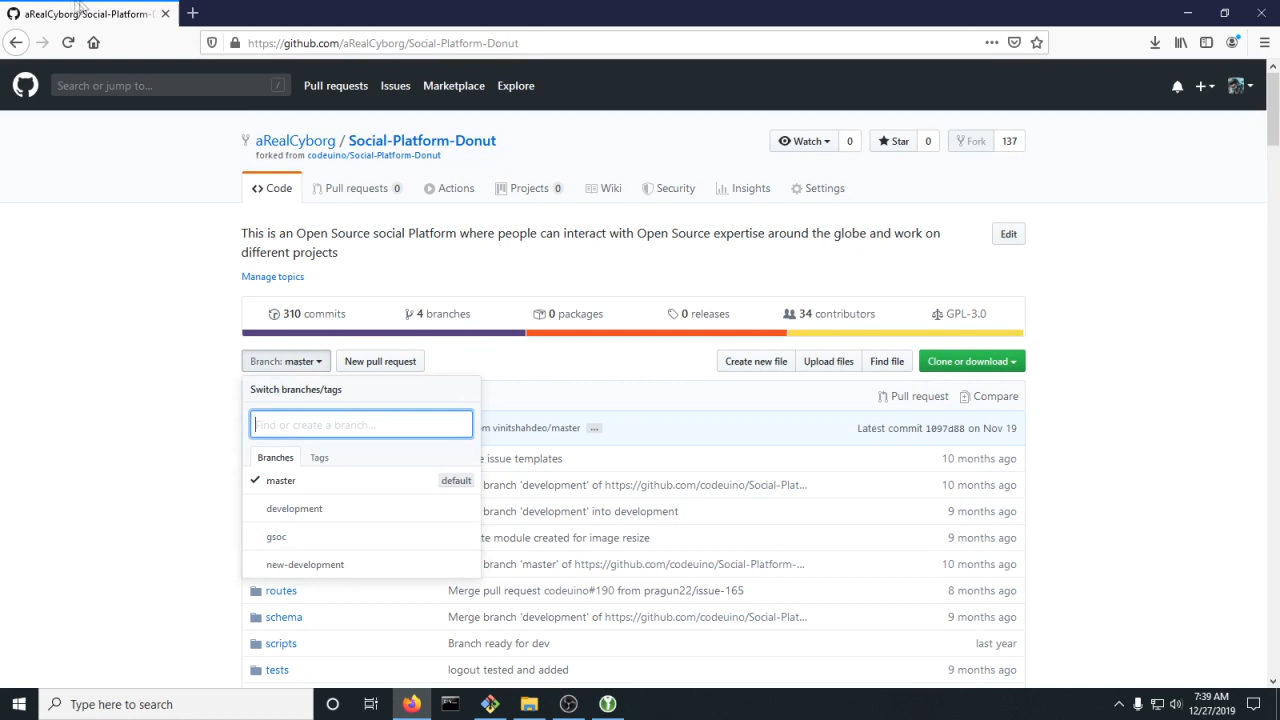 aRealCyborg/Social-Platform-D
https://github.com/aRealCyborg/Social-Platform-Donut
Search or jump to... /
Pull requests Issues Marketplace Explore
aRealCyborg / Social-Platform-Donut
forked from codeuino/Social-Platform-Donut
Watch 0
Star 0
Fork 137
Code Pull requests 0 Actions Projects 0 Wiki Security Insights Settings
This is an Open Source social Platform where people can interact with Open Source expertise around the globe and work on
different projects
Edit
Manage topics
310 commits 4 branches 0 packages 0 releases 34 contributors GPL-3.0
Branch: master New pull request Create new file Upload files Find file Clone or download
Switch branches/tags
Pull request Compare
Find or create a branch...
vinitshdeo/master ... Latest commit 1097d88 on Nov 19
Branches Tags
issue templates 10 months ago
master default
branch 'development' of https://github.com/codeuino/Social-Plat... 10 months ago
development
branch 'development' into development 9 months ago
gsoc
module created for image resize 9 months ago
new-development
branch 'master' of https://github.com/codeuino/Social-Platform-... 10 months ago
routes Merge pull request codeuino#190 from pragun22/issue-165 8 months ago
schema Merge branch 'development' of https://github.com/codeuino/Social-Plat... 9 months ago
scripts Branch ready for dev last year
tests logout tested and added 9 months ago
Type here to search
7:39 AM
12/27/2019